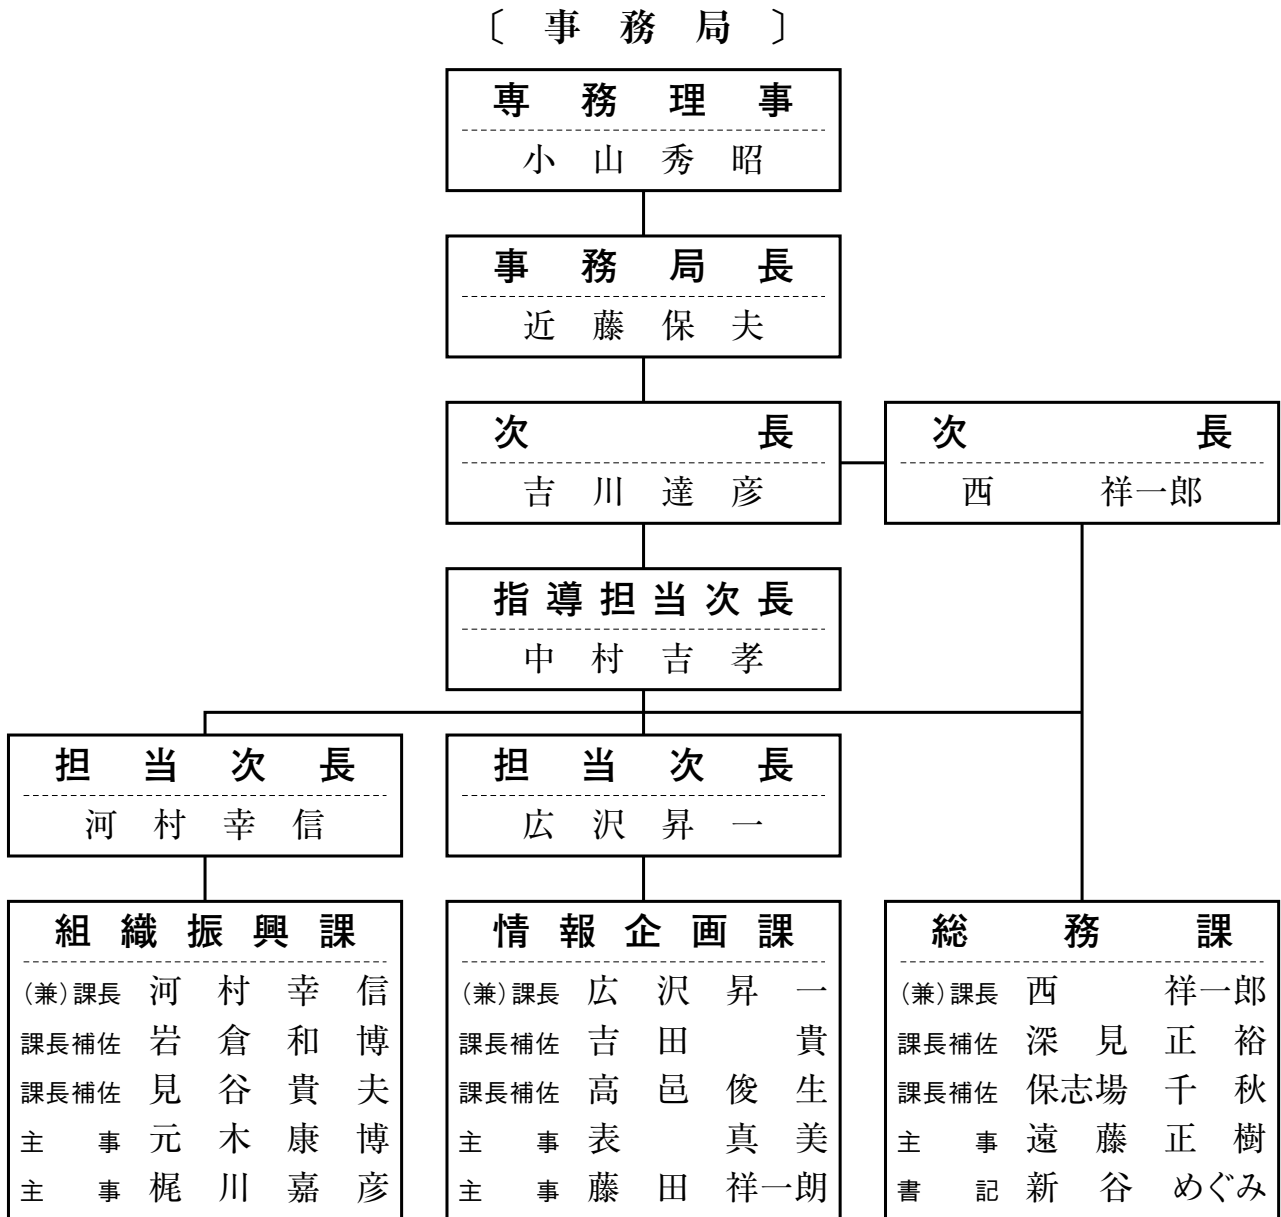 〔 事 務 局 〕
専 務 理 事
小 山 秀 昭
事 務 局 長
近 藤 保 夫
次 長
吉 川 達 彦
次 長
西 祥一郎
指導担当次長
中 村 吉 孝
担 当 次 長
河 村 幸 信
担 当 次 長
広 沢 昇 一
組 織 振 興 課
(兼)課長 河 村 幸 信
課長補佐 岩 倉 和 博
課長補佐 見 谷 貴 夫
主 事 元 木 康 博
主 事 梶 川 嘉 彦
情 報 企 画 課
(兼)課長 広 沢 昇 一
課長補佐 吉 田 貴
課長補佐 高 邑 俊 生
主 事 表 真 美
主 事 藤 田 祥一朗
総 務 課
(兼)課長 西 祥一郎
課長補佐 深 見 正 裕
課長補佐 保志場 千 秋
主 事 遠 藤 正 樹
書 記 新 谷 めぐみ